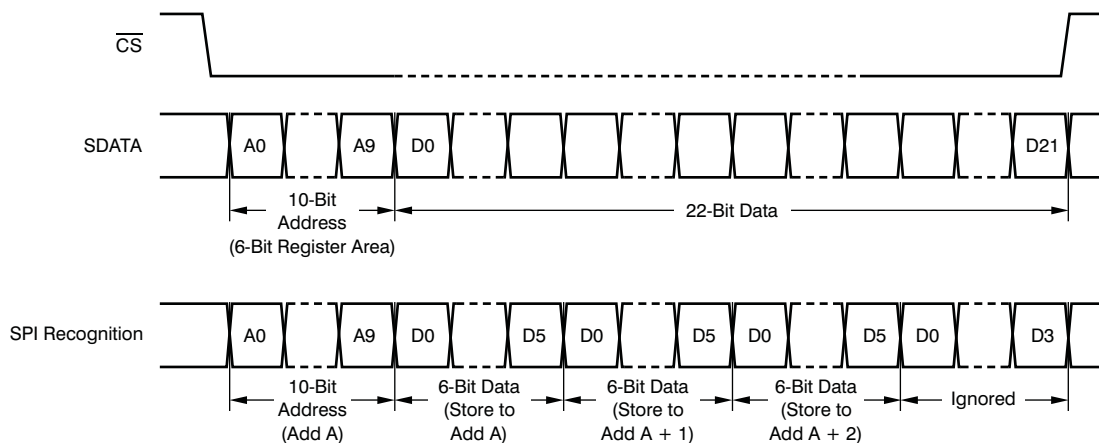 CS
SDATA
A0 A9 D0 D21
10-Bit
Address
(6-Bit Register Area)
22-Bit Data
SPI Recognition
A0 A9 D0 D5 D0 D5 D0 D5 D0 D3
10-Bit
Address
(Add A)
6-Bit Data
(Store to
Add A)
6-Bit Data
(Store to
Add A + 1)
6-Bit Data
(Store to
Add A + 2)
Ignored